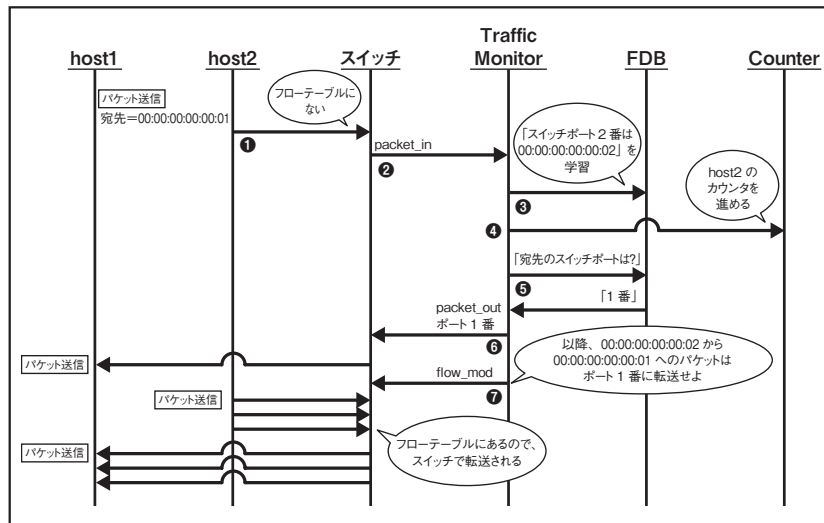 host1
host2
スイッチ
Traffic
Monitor
FDB
Counter
パケット送信
宛先=00:00:00:00:00:01
フローテーブルに
ない
❶
packet_in
❷
「スイッチポート2番は
00:00:00:00:00:02」を
学習
❸
host2 の
カウンタを
進める
❹
「宛先のスイッチポートは?」
❺
「1 番」
packet_out
ポート 1 番
❻
パケット送信
以降、00:00:00:00:00:02 から
00:00:00:00:00:01 へのパケットは
ポート 1 番に転送せよ
flow_mod
❼
パケット送信
フローテーブルにあるので、
スイッチで転送される
パケット送信